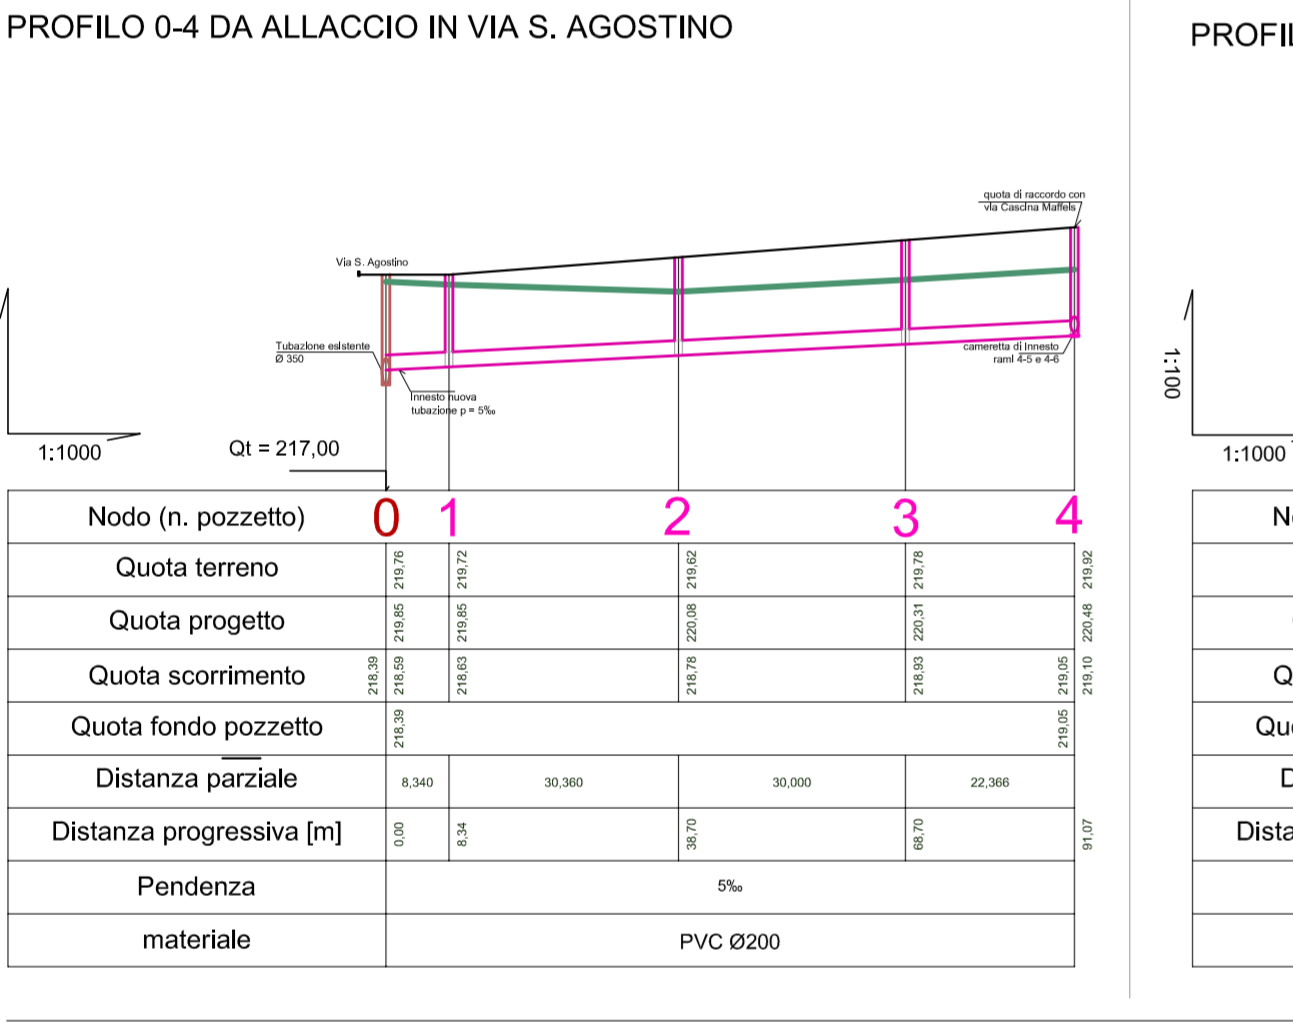 PROFILO 0-4 DA ALLACCIO IN VIA S. AGOSTINO
PROFIL
quota di raccordo con
via Cascina Maffeis
Via S. Agostino
Tubazione esistente
Ø 350
cameretta di innesto
rami 4-5 e 4-6
Innesto nuova
tubazione p = 5‰
1:1000
Qt = 217,00
1:100
1:1000
Nodo (n. pozzetto) 0 1 2 3 4
Quota terreno 219,76 219,72 219,62 219,78 219,92
Quota progetto 219,85 219,85 220,08 220,31 220,48
Quota scorrimento 218,39 218,59 218,63 218,78 218,93 219,05 219,10
Quota fondo pozzetto 218,39 219,05
Distanza parziale 8,340 30,360 30,000 22,366
Distanza progressiva [m] 0,00 8,34 38,70 68,70 91,07
Pendenza 5‰
materiale PVC Ø200
N
Q
Qu
D
Dista